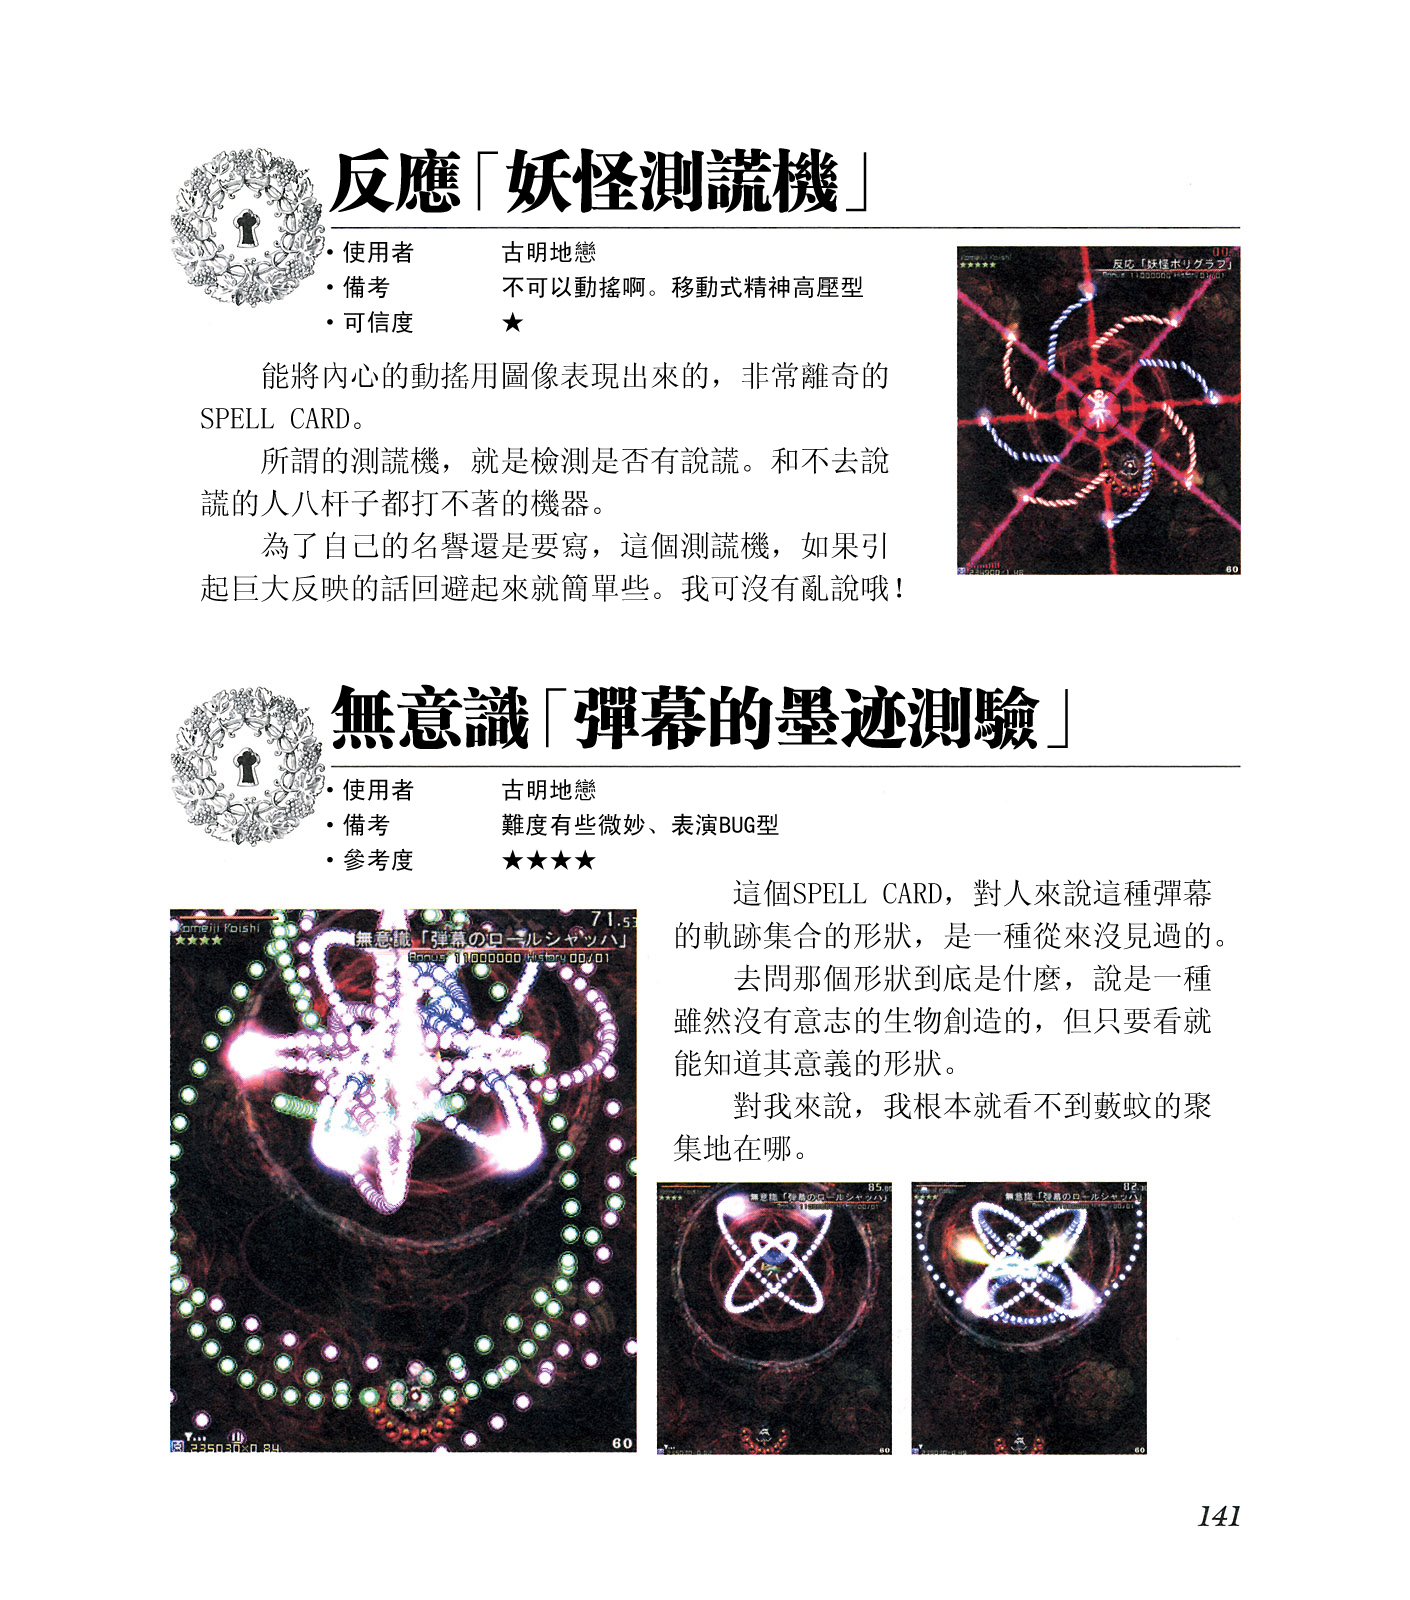 反應「妖怪測謊機」
・使用者 古明地戀
・備考 不可以動搖啊。移動式精神高壓型
・可信度 ★
能將內心的動搖用圖像表現出來的，非常離奇的
SPELL CARD。
所謂的測謊機，就是檢測是否有說謊。和不去說
謊的人八杆子都打不著的機器。
為了自己的名譽還是要寫，這個測謊機，如果引
起巨大反映的話回避起來就簡單些。我可沒有亂說哦！
Komeiji Koishi
★★★★★
反応「妖怪ポリグラフ」
60
無意識「彈幕的墨迹測驗」
・使用者 古明地戀
・備考 難度有些微妙、表演BUG型
・參考度 ★★★★
這個SPELL CARD，對人來說這種彈幕
的軌跡集合的形狀，是一種從來沒見過的。
去問那個形狀到底是什麼，說是一種
雖然沒有意志的生物創造的，但只要看就
能知道其意義的形狀。
對我來說，我根本就看不到藪蚊的聚
集地在哪。
71.53
Komeiji Koishi
★★★★
無意識「弾幕のロールシャッハ」
Bonus 11000000 History 00/01
235030×0.84
60
85
★★★★
無意識「弾幕のロールシャッハ」
60
82
★★★★
無意識「弾幕のロールシャッハ」
60
141